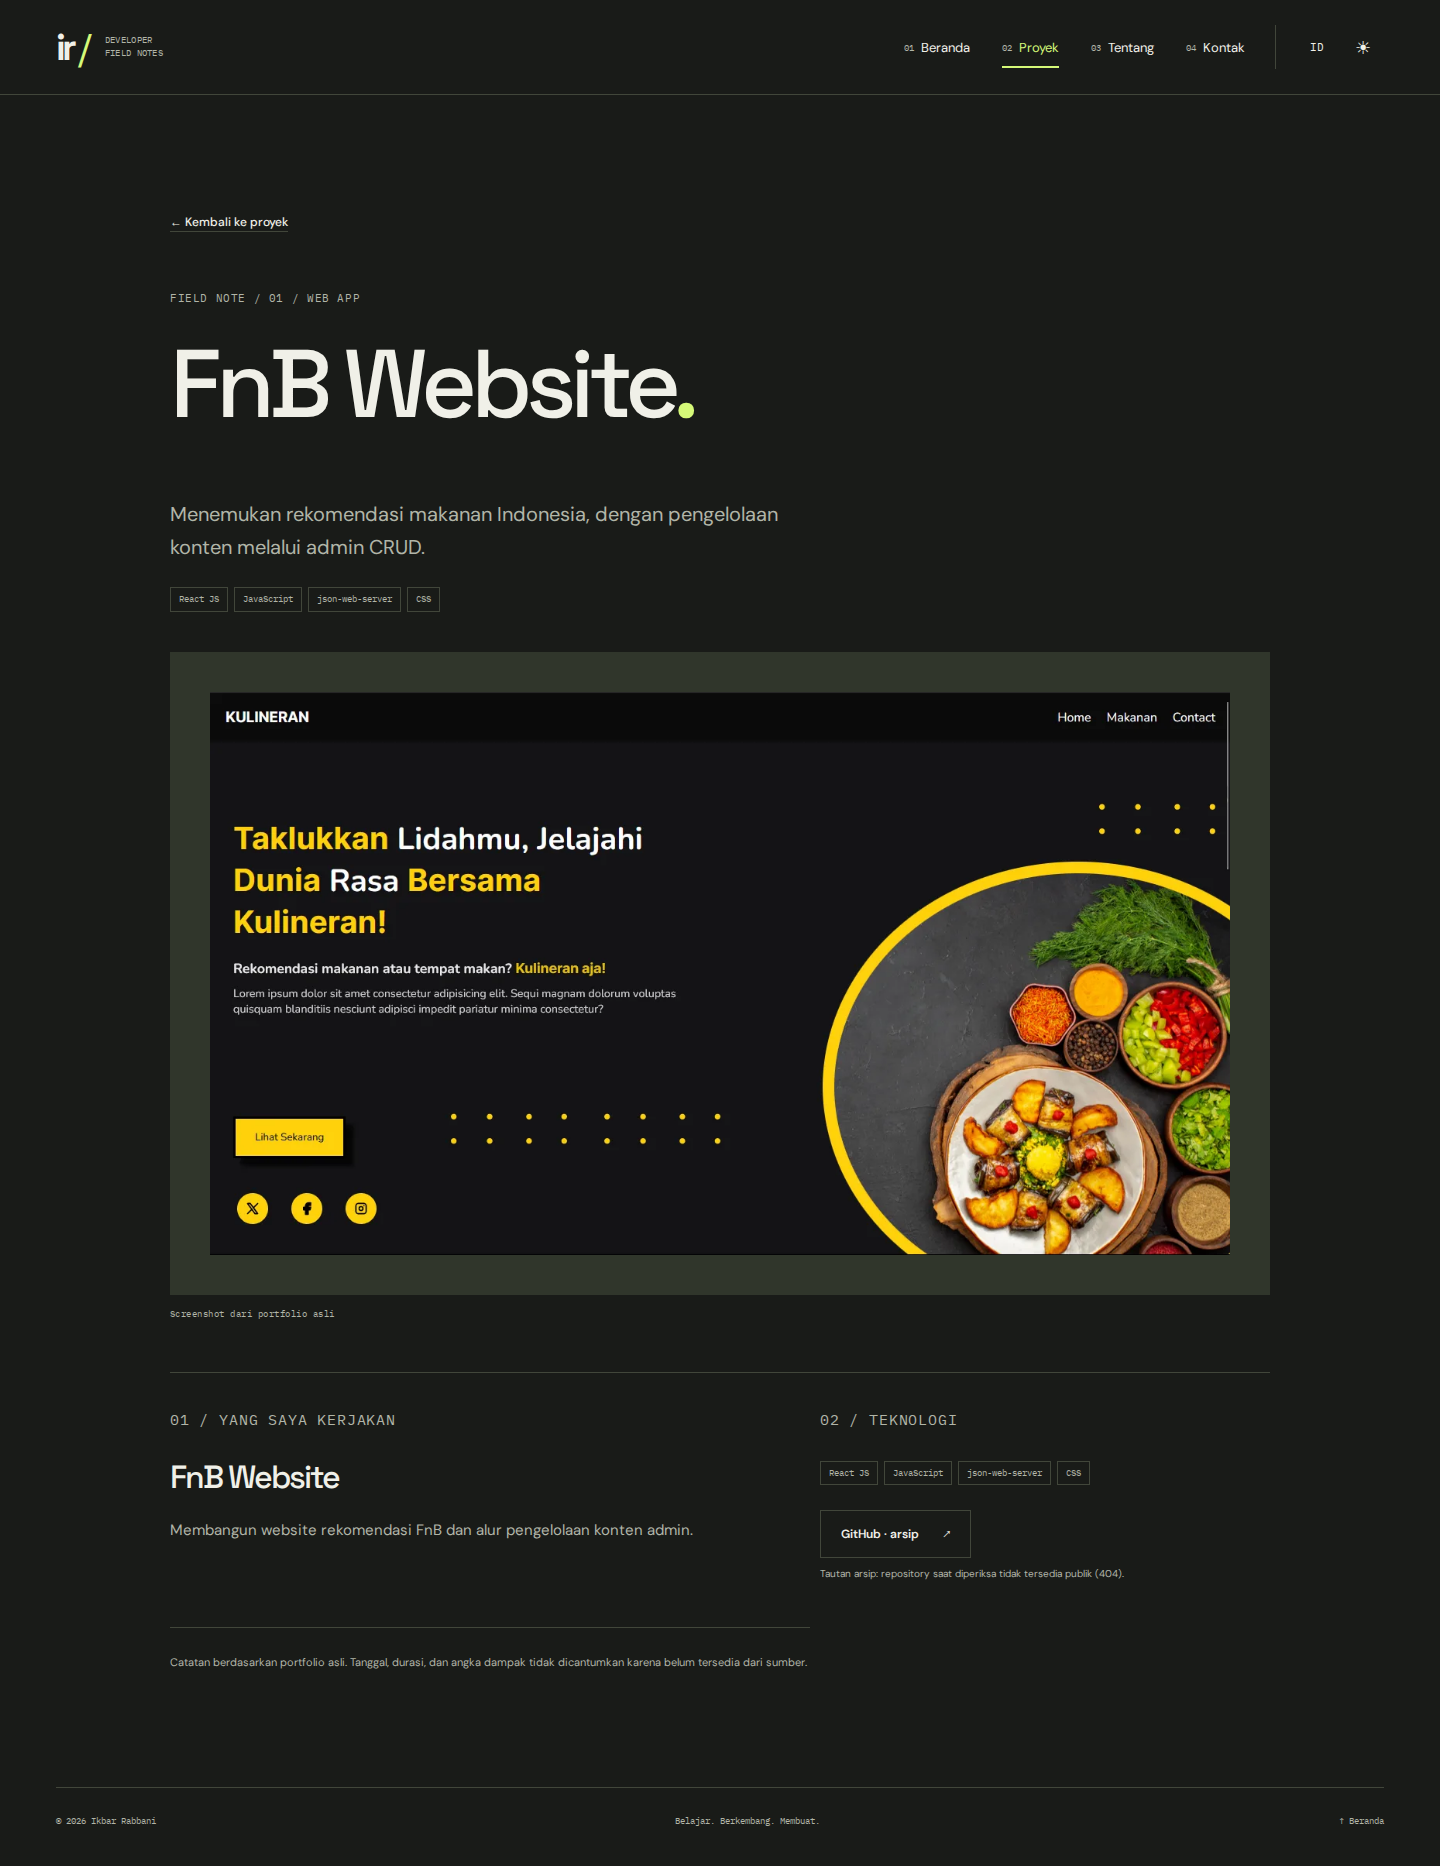 ir/
DEVELOPER
FIELD NOTES
01 Beranda
02 Proyek
03 Tentang
04 Kontak
ID
← Kembali ke proyek
FIELD NOTE / 01 / WEB APP
FnB Website.
Menemukan rekomendasi makanan Indonesia, dengan pengelolaan
konten melalui admin CRUD.
React JS
JavaScript
json-web-server
CSS
KULINERAN
Home
Makanan
Contact
Taklukkan Lidahmu, Jelajahi
Dunia Rasa Bersama
Kulineran!
Rekomendasi makanan atau tempat makan? Kulineran aja!
Lorem ipsum dolor sit amet consectetur adipisicing elit. Sequi magnam dolorum voluptas
quisquam blanditiis nesciunt adipisci impedit pariatur minima consectetur?
Lihat Sekarang
Screenshot dari portfolio asli
01 / YANG SAYA KERJAKAN
FnB Website
Membangun website rekomendasi FnB dan alur pengelolaan konten admin.
02 / TEKNOLOGI
React JS
JavaScript
json-web-server
CSS
GitHub · arsip ↗
Tautan arsip: repository saat diperiksa tidak tersedia publik (404).
Catatan berdasarkan portfolio asli. Tanggal, durasi, dan angka dampak tidak dicantumkan karena belum tersedia dari sumber.
© 2026 Ikbar Rabbani
Belajar. Berkembang. Membuat.
↑ Beranda